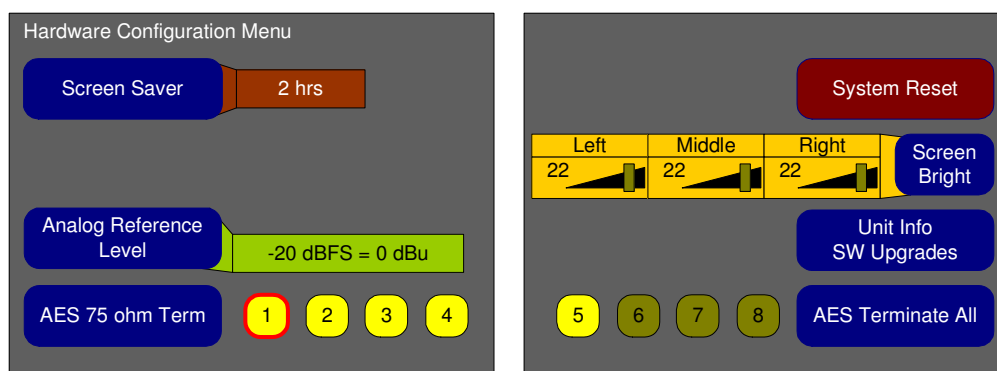 Hardware Configuration Menu
Screen Saver
2 hrs
Analog Reference
Level
-20 dBFS = 0 dBu
AES 75 ohm Term
1
2
3
4
System Reset
Left
Middle
Right
22
22
22
Screen
Bright
Unit Info
SW Upgrades
5
6
7
8
AES Terminate All